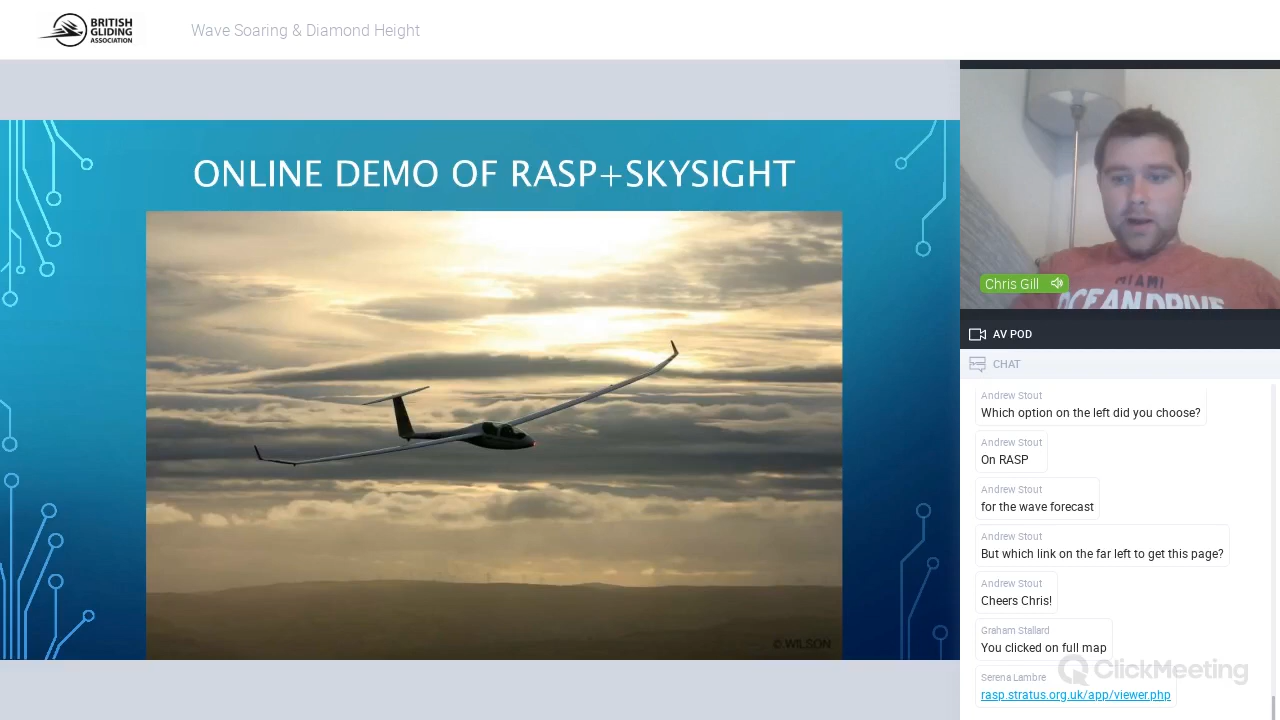 BRITISH
GLIDING
ASSOCIATION
Wave Soaring & Diamond Height
ONLINE DEMO OF RASP+SKYSIGHT
© WILSON
MIAMI
OCEAN DRIVE
Chris Gill
AV POD
CHAT
Andrew Stout
Which option on the left did you choose?
Andrew Stout
On RASP
Andrew Stout
for the wave forecast
Andrew Stout
But which link on the far left to get this page?
Andrew Stout
Cheers Chris!
Graham Stallard
You clicked on full map
ClickMeeting
Serena Lambre
rasp.stratus.org.uk/app/viewer.php